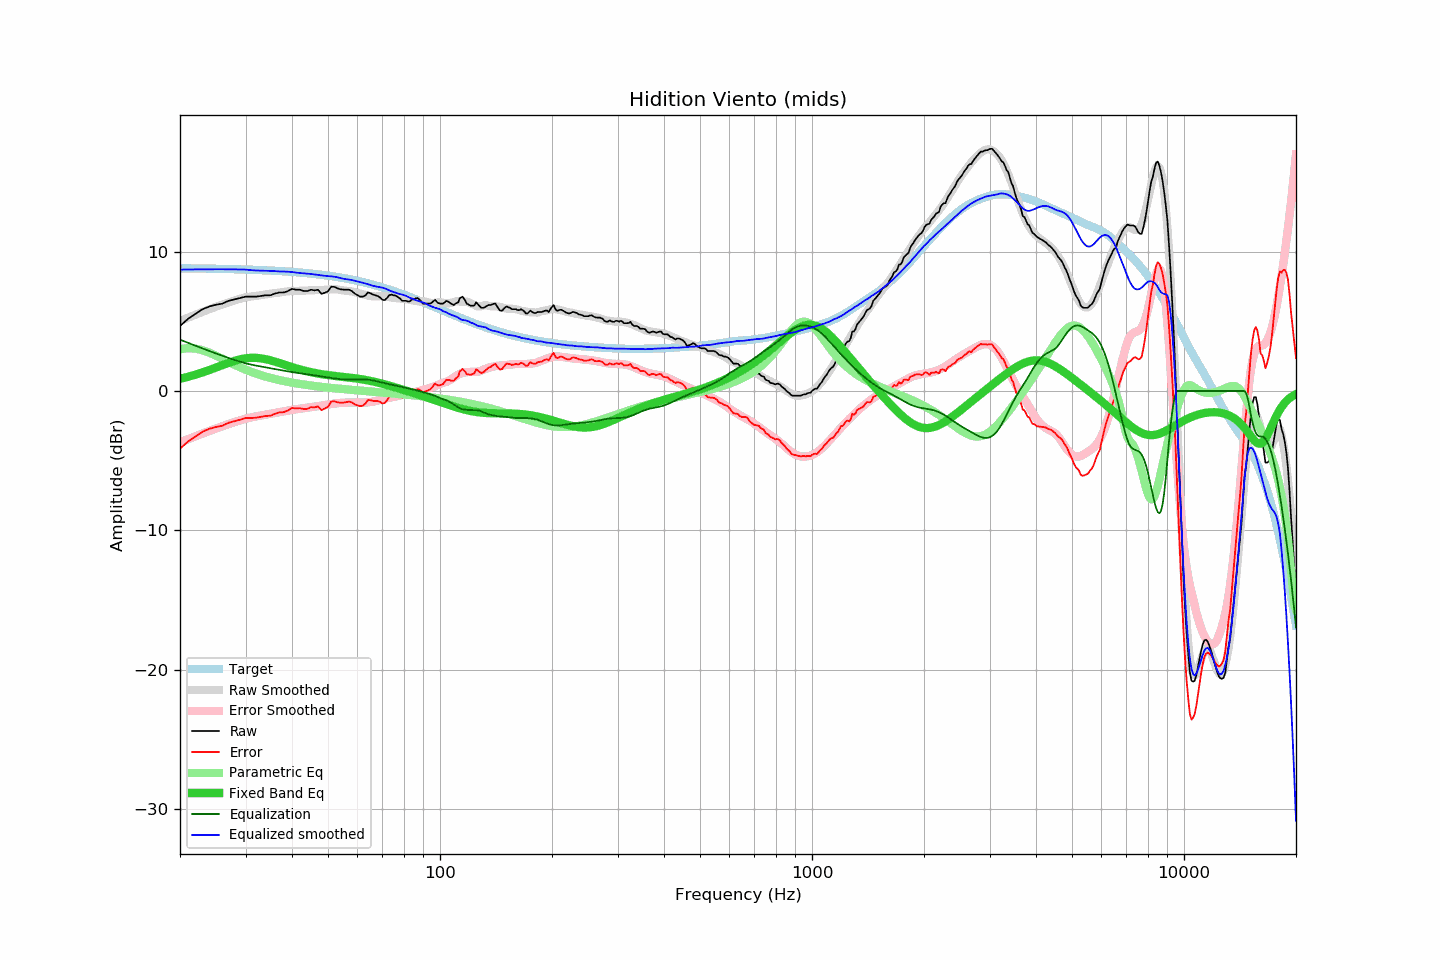 Hidition Viento (mids)
Amplitude (dBr)
10
0
−10
−20
−30
Target
Raw Smoothed
Error Smoothed
Raw
Error
Parametric Eq
Fixed Band Eq
Equalization
Equalized smoothed
100
1000
10000
Frequency (Hz)